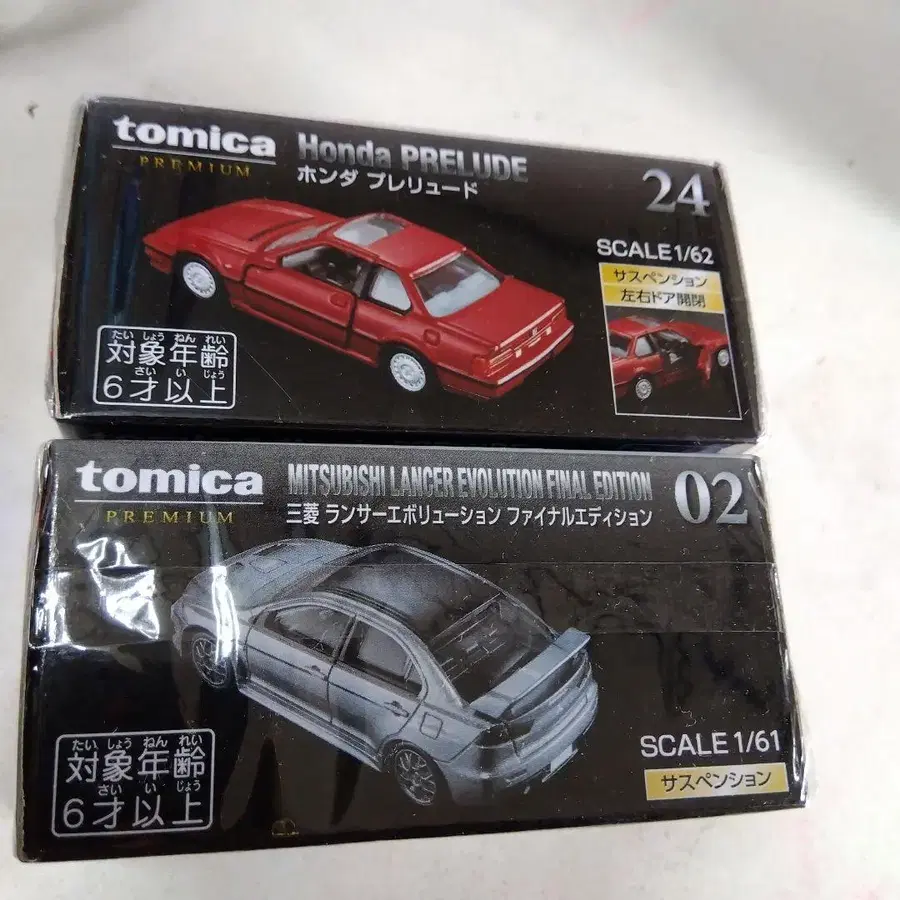 tomica
PREMIUM
Honda PRELUDE
ホンダ プレリュード
24
SCALE 1/62
サスペンション
左右ドア開閉
たいしょうねんれい
対象年齢
さいいじょう
6才以上
tomica
PREMIUM
MITSUBISHI LANCER EVOLUTION FINAL EDITION
三菱 ランサーエボリューション ファイナルエディション
02
SCALE 1/61
サスペンション
たいしょうねんれい
対象年齢
さいいじょう
6才以上